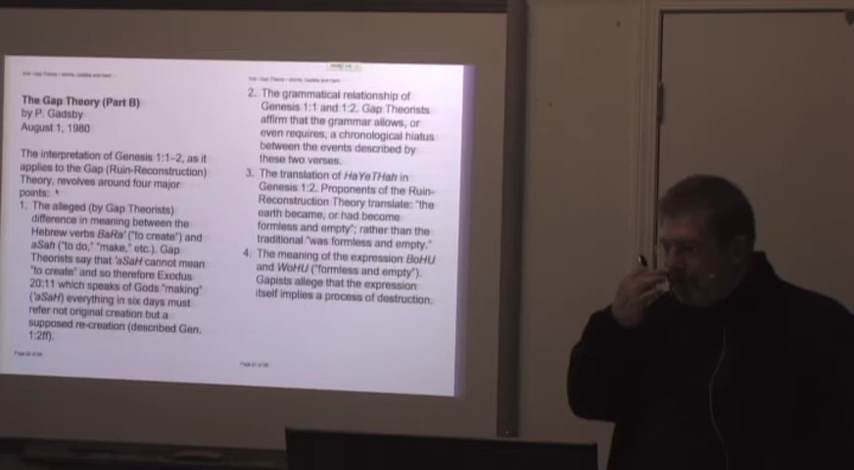 The Gap Theory (Part B)
by P. Gadsby
August 1, 1980
The interpretation of Genesis 1:1–2, as it
applies to the Gap (Ruin-Reconstruction)
Theory, revolves around four major
points:
1. The alleged (by Gap Theorists)
difference in meaning between the
Hebrew verbs BaRa' ("to create") and
aSah ("to do," "make," etc.). Gap
Theorists say that 'aSaH cannot mean
"to create" and so therefore Exodus
20:11 which speaks of Gods "making"
('aSaH) everything in six days must
refer not original creation but a
supposed re-creation (described Gen.
1:2ff).
2. The grammatical relationship of
Genesis 1:1 and 1:2. Gap Theorists
affirm that the grammar allows, or
even requires, a chronological hiatus
between the events described by
these two verses.
3. The translation of HaYeTHah in
Genesis 1:2. Proponents of the Ruin-
Reconstruction Theory translate: "the
earth became, or had become
formless and empty"; rather than the
traditional "was formless and empty."
4. The meaning of the expression BoHU
and WoHU ("formless and empty").
Gapists allege that the expression
itself implies a process of destruction.